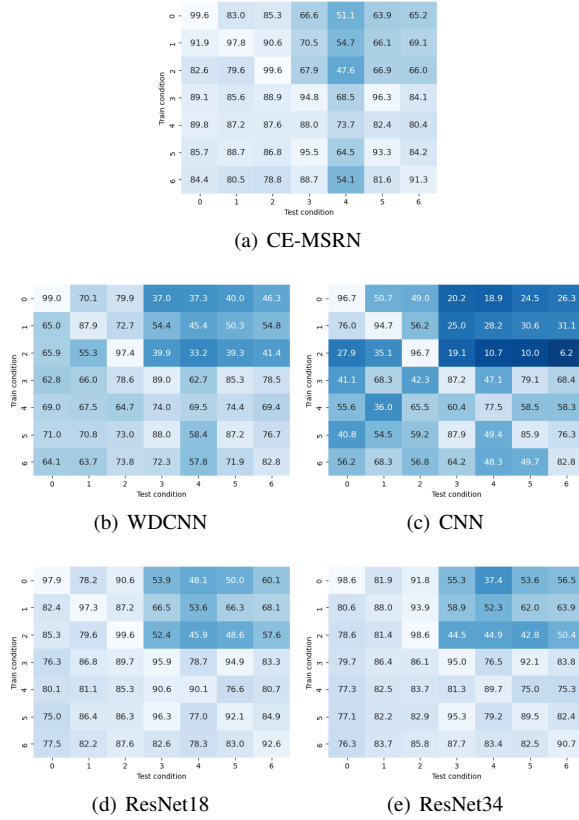 Train condition
0 99.6 83.0 85.3 66.6 51.1 63.9 65.2
1 91.9 97.8 90.6 70.5 54.7 66.1 69.1
2 82.6 79.6 99.6 67.9 47.6 66.9 66.0
3 89.1 85.6 88.9 94.8 68.5 96.3 84.1
4 89.8 87.2 87.6 88.0 73.7 82.4 80.4
5 85.7 88.7 86.8 95.5 64.5 93.3 84.2
6 84.4 80.5 78.8 88.7 54.1 81.6 91.3
0 1 2 3 4 5 6
Test condition
(a) CE-MSRN
Train condition
0 99.0 70.1 79.9 37.0 37.3 40.0 46.3
1 65.0 87.9 72.7 54.4 45.4 50.3 54.8
2 65.9 55.3 97.4 39.9 33.2 39.3 41.4
3 62.8 66.0 78.6 89.0 62.7 85.3 78.5
4 69.0 67.5 64.7 74.0 69.5 74.4 69.4
5 71.0 70.8 73.0 88.0 58.4 87.2 76.7
6 64.1 63.7 73.8 72.3 57.8 71.9 82.8
0 1 2 3 4 5 6
Test condition
(b) WDCNN
Train condition
0 96.7 50.7 49.0 20.2 18.9 24.5 26.3
1 76.0 94.7 56.2 25.0 28.2 30.6 31.1
2 27.9 35.1 96.7 19.1 10.7 10.0 6.2
3 41.1 68.3 42.3 87.2 47.1 79.1 68.4
4 55.6 36.0 65.5 60.4 77.5 58.5 58.3
5 40.8 54.5 59.2 87.9 49.4 85.9 76.3
6 56.2 68.3 56.8 64.2 48.3 49.7 82.8
0 1 2 3 4 5 6
Test condition
(c) CNN
Train condition
0 97.9 78.2 90.6 53.9 48.1 50.0 60.1
1 82.4 97.3 87.2 66.5 53.6 66.3 68.1
2 85.3 79.6 99.6 52.4 45.9 48.6 57.6
3 76.3 86.8 89.7 95.9 78.7 94.9 83.3
4 80.1 81.1 85.3 90.6 90.1 76.6 80.7
5 75.0 86.4 86.3 96.3 77.0 92.1 84.9
6 77.5 82.2 87.6 82.6 78.3 83.0 92.6
0 1 2 3 4 5 6
Test condition
(d) ResNet18
Train condition
0 98.6 81.9 91.8 55.3 37.4 53.6 56.5
1 80.6 88.0 93.9 58.9 52.3 62.0 63.9
2 78.6 81.4 98.6 44.5 44.9 42.8 50.4
3 79.7 86.4 86.1 95.0 76.5 92.1 83.8
4 77.3 82.5 83.7 81.3 89.7 75.0 75.3
5 77.1 82.2 82.9 95.3 79.2 89.5 82.4
6 76.3 83.7 85.8 87.7 83.4 82.5 90.7
0 1 2 3 4 5 6
Test condition
(e) ResNet34